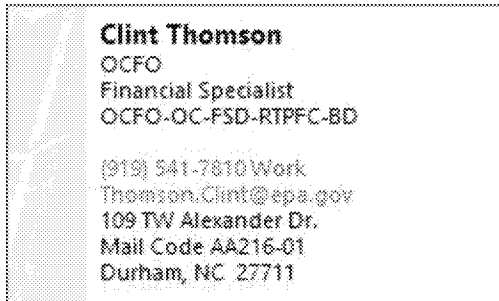 Clint Thomson
OCFO
Financial Specialist
OCFO-OC-FSD-RTPFC-BD
(919) 541-7810 Work
Thomson.Clint@epa.gov
109 TW Alexander Dr.
Mail Code AA216-01
Durham, NC 27711